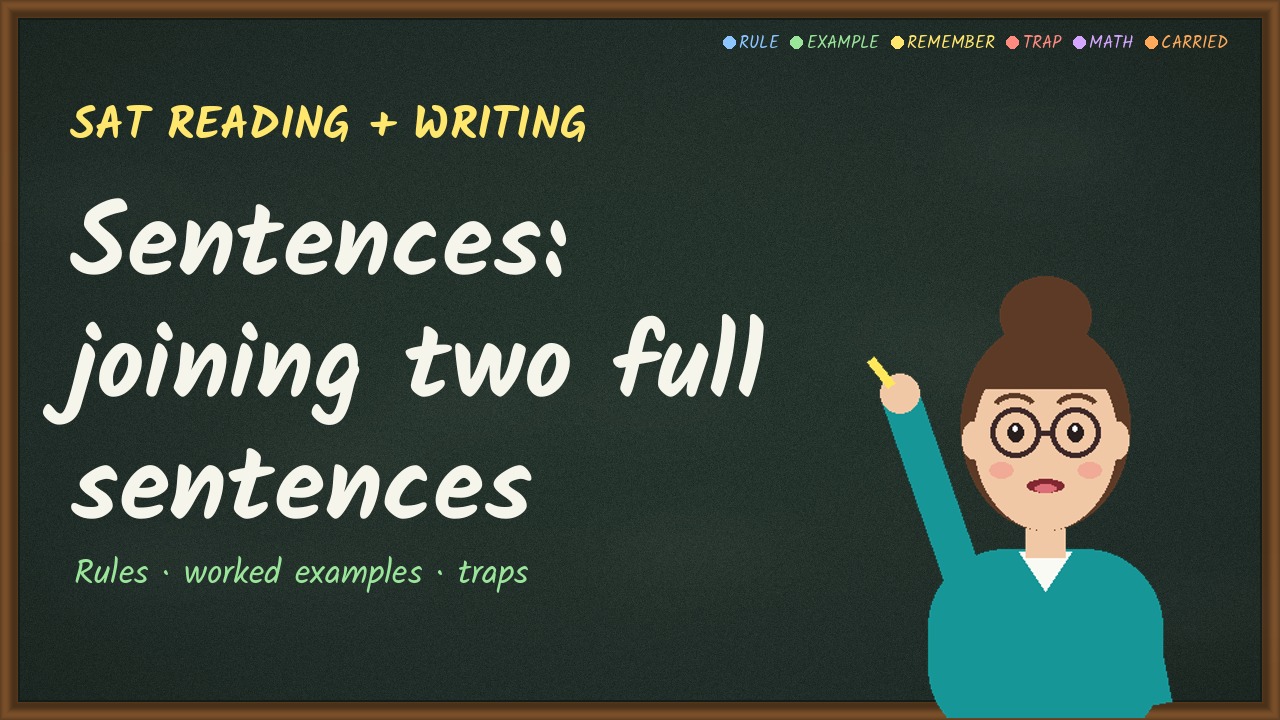 RULE EXAMPLE REMEMBER TRAP MATH CARRIED
SAT READING + WRITING
Sentences:
joining two full
sentences
Rules · worked examples · traps